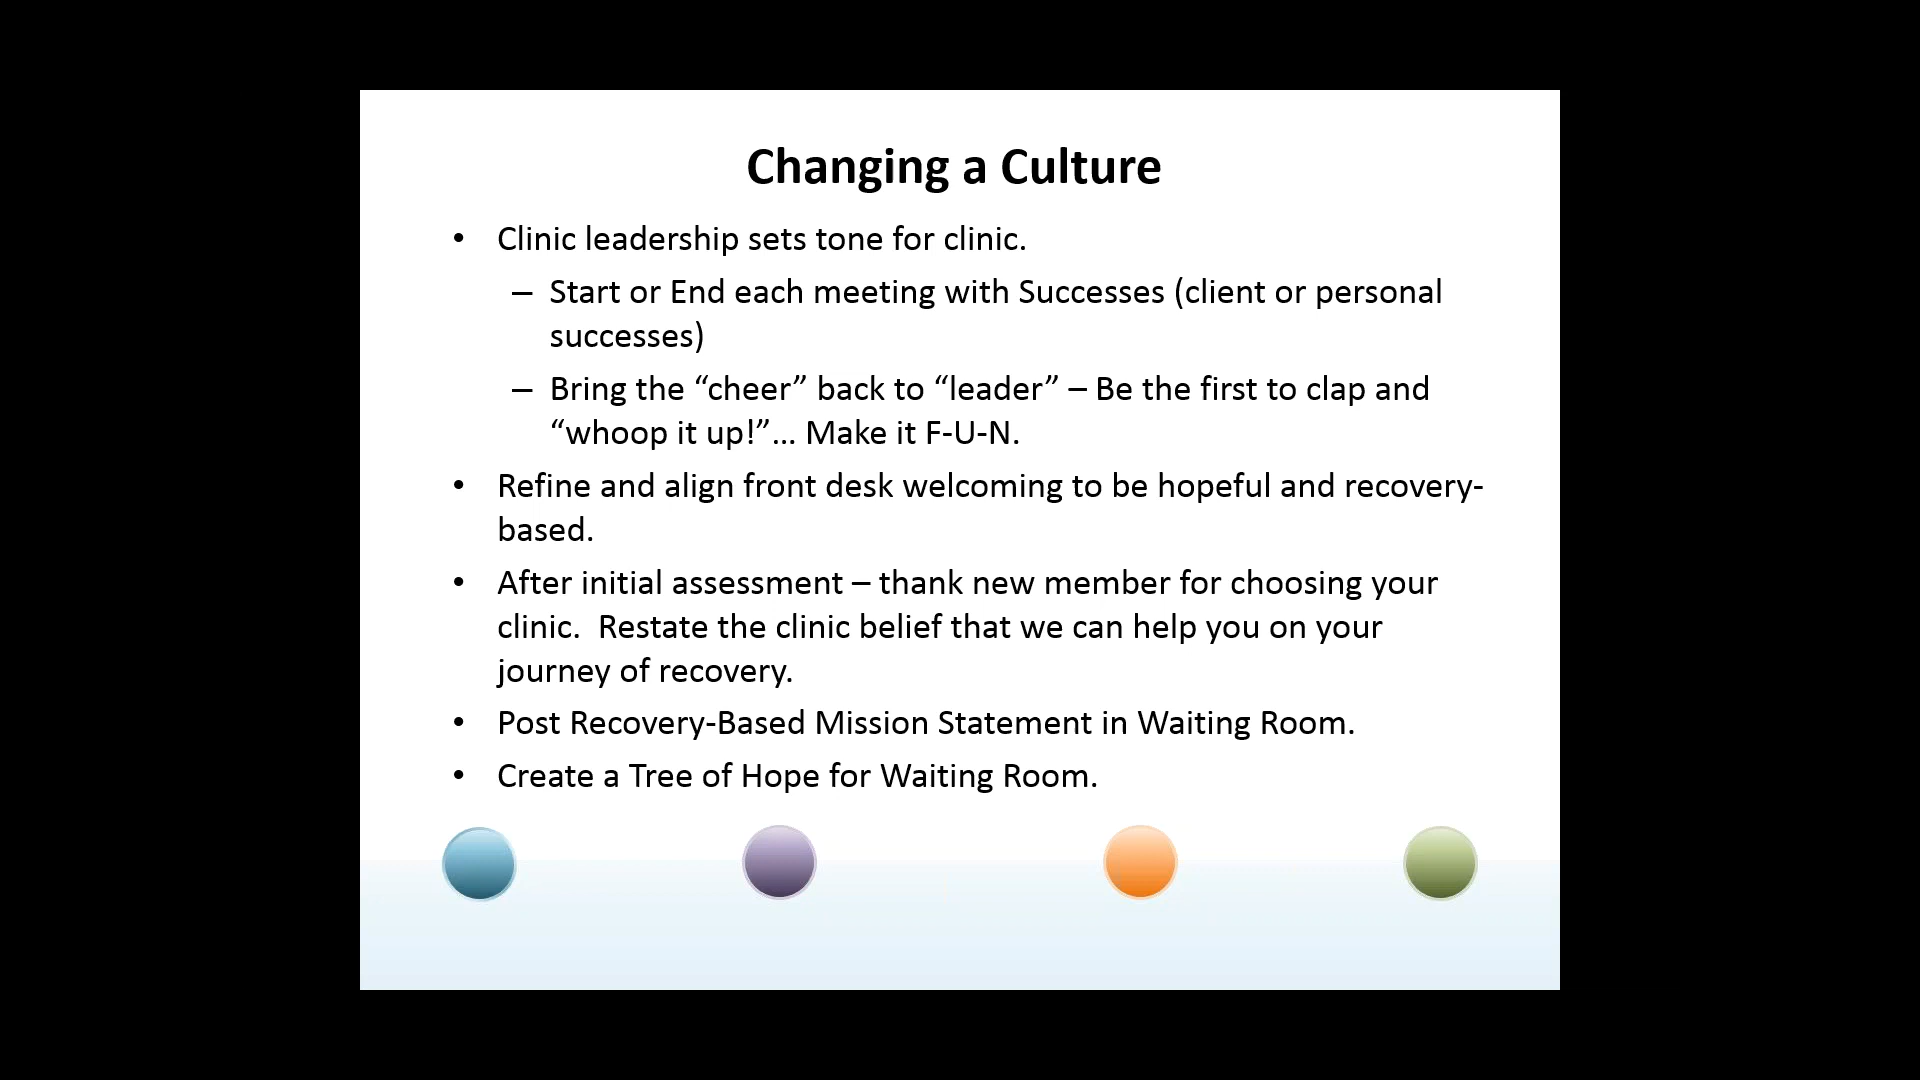 Changing a Culture
• Clinic leadership sets tone for clinic.
– Start or End each meeting with Successes (client or personal
successes)
– Bring the “cheer” back to “leader” – Be the first to clap and
“whoop it up!”… Make it F-U-N.
• Refine and align front desk welcoming to be hopeful and recovery-
based.
• After initial assessment – thank new member for choosing your
clinic.  Restate the clinic belief that we can help you on your
journey of recovery.
• Post Recovery-Based Mission Statement in Waiting Room.
• Create a Tree of Hope for Waiting Room.